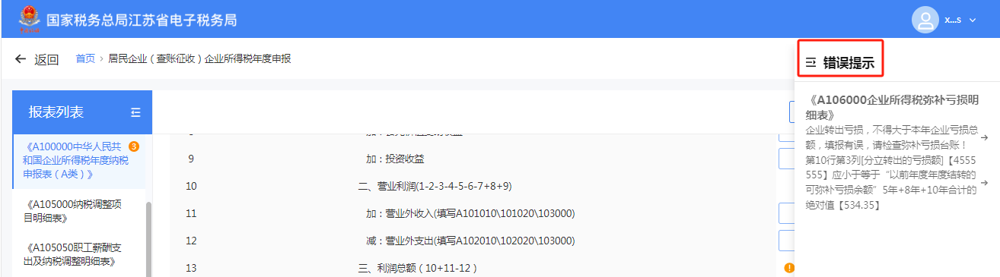 国家税务总局江苏省电子税务局
x...s
返回 首页 > 居民企业（查账征收）企业所得税年度申报
错误提示
报表列表
《A100000中华人民共
和国企业所得税年度纳税
申报表（A类）》
3
《A105000纳税调整项
目明细表》
《A105050职工薪酬支
出及纳税调整明细表》
9 加：投资收益
10 二、营业利润(1-2-3-4-5-6-7+8+9)
11 加：营业外收入(填写A101010\101020\103000)
12 减：营业外支出(填写A102010\102020\103000)
13 三、利润总额（10+11-12）
《A106000企业所得税弥补亏损明
细表》
企业转出亏损，不得大于本年企业亏损总
额，填报有误，请检查弥补亏损台账！
第10行第3列[分立转出的亏损额]【4555
555】应小于等于“以前年度年度结转的
可弥补亏损余额”5年+8年+10年合计的
绝对值【534.35】